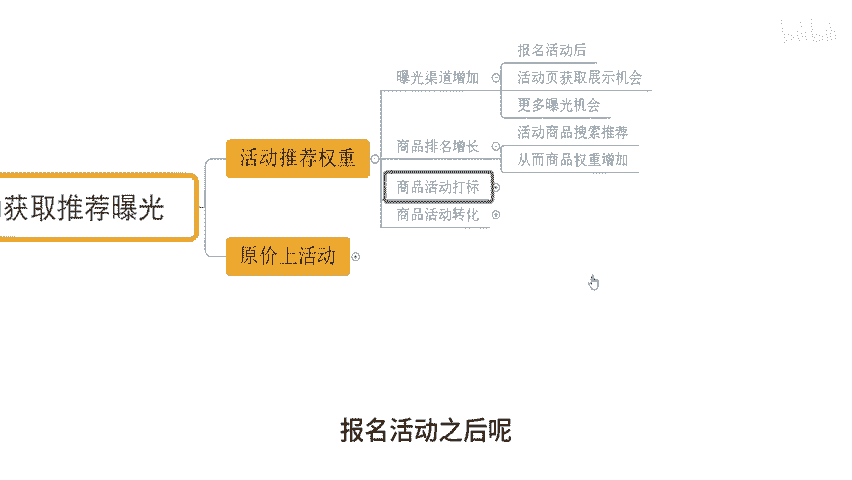 报名活动后
曝光渠道增加
活动页获取展示机会
更多曝光机会
活动商品搜索推荐
商品排名增长
活动推荐权重
从而商品权重增加
商品活动打标
获取推荐曝光
商品活动转化
原价上活动
报名活动之后呢